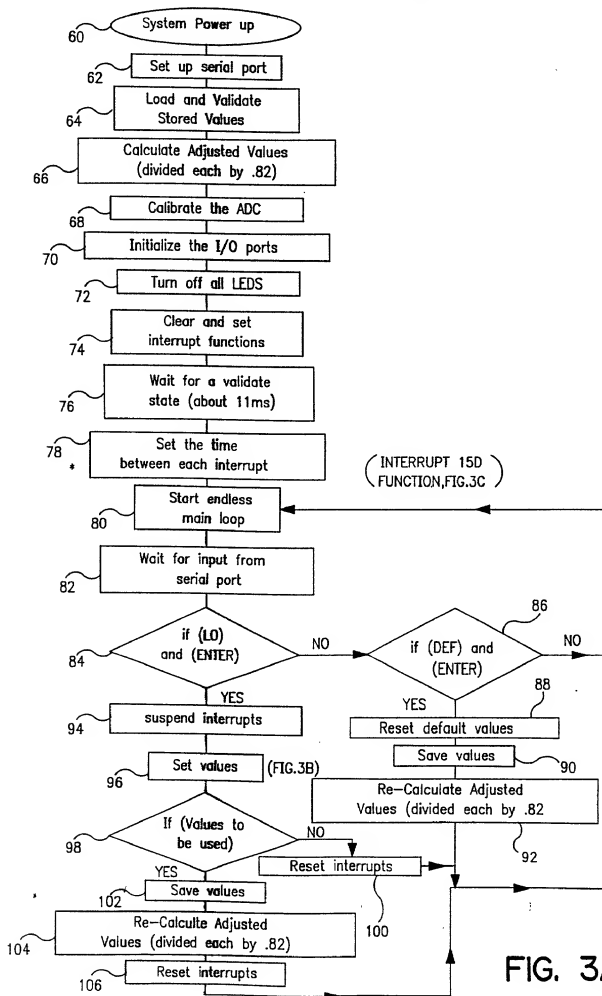 60
System Power up
62
Set up serial port
64
Load and Validate
Stored Values
66
Calculate Adjusted Values
(divided each by .82)
68
Calibrate the ADC
70
Initialize the I/O ports
72
Turn off all LEDS
74
Clear and set
interrupt functions
76
Wait for a validate
state (about 11ms)
78
Set the time
between each interrupt
(INTERRUPT 15D
FUNCTION,FIG.3C)
80
Start endless
main loop
82
Wait for input from
serial port
84
if (LO)
and (ENTER)
NO
86
if (DEF) and
(ENTER)
NO
YES
YES
88
94
suspend interrupts
Reset default values
96
Set values
(FIG.3B)
Save values
90
Re-Calculate Adjusted
Values (divided each by .82
92
98
If (Values to
be used)
NO
Reset interrupts
100
YES
102
Save values
104
Re-Calculte Adjusted
Values (divided each by .82)
106
Reset interrupts
FIG. 3